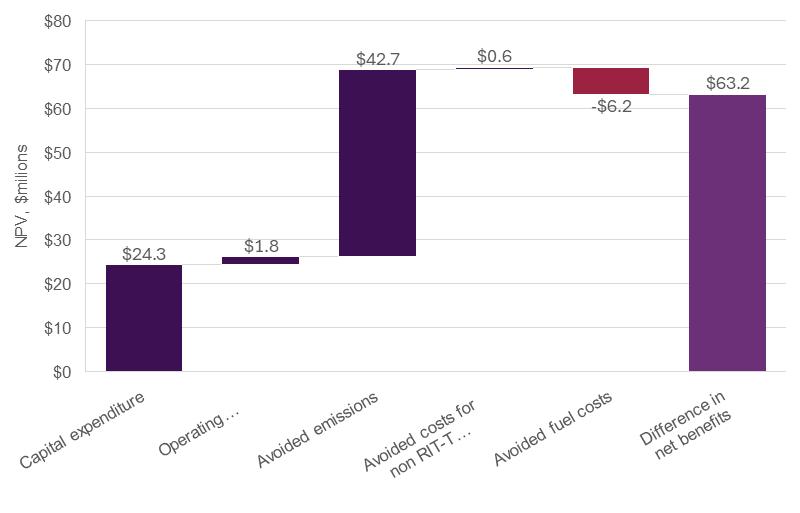 $80
$70
$60
$50
$40
$30
$20
$10
$0
NPV, $milions
$24.3
$1.8
$42.7
$0.6
-$6.2
$63.2
Capital expenditure
Operating…
Avoided emissions
Avoided costs for
non RIT-T…
Avoided fuel costs
Difference in
net benefits